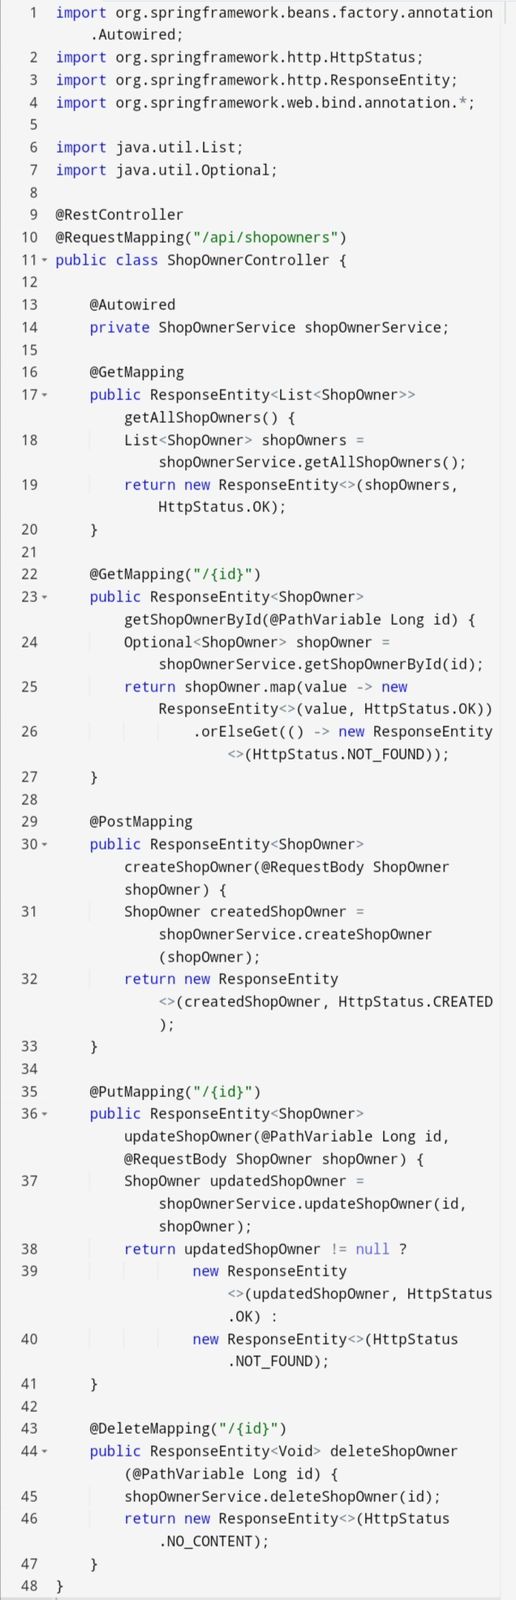 1 import org.springframework.beans.factory.annotation
.Autowired;
2 import org.springframework.http.HttpStatus;
3 import org.springframework.http.ResponseEntity;
4 import org.springframework.web.bind.annotation.*;
5
6 import java.util.List;
7 import java.util.Optional;
8
9 @RestController
10 @RequestMapping("/api/shopowners")
11 public class ShopOwnerController {
12
13 @Autowired
14 private ShopOwnerService shopOwnerService;
15
16 @GetMapping
17 public ResponseEntity<List<ShopOwner>>
getAllShopOwners() {
18 List<ShopOwner> shopOwners =
shopOwnerService.getAllShopOwners();
19 return new ResponseEntity<>(shopOwners,
HttpStatus.OK);
20 }
21
22 @GetMapping("/{id}")
23 public ResponseEntity<ShopOwner>
getShopOwnerById(@PathVariable Long id) {
24 Optional<ShopOwner> shopOwner =
shopOwnerService.getShopOwnerById(id);
25 return shopOwner.map(value -> new
ResponseEntity<>(value, HttpStatus.OK))
26 .orElseGet(() -> new ResponseEntity
<>(HttpStatus.NOT_FOUND));
27 }
28
29 @PostMapping
30 public ResponseEntity<ShopOwner>
createShopOwner(@RequestBody ShopOwner
shopOwner) {
31 ShopOwner createdShopOwner =
shopOwnerService.createShopOwner
(shopOwner);
32 return new ResponseEntity
<>(createdShopOwner, HttpStatus.CREATED
);
33 }
34
35 @PutMapping("/{id}")
36 public ResponseEntity<ShopOwner>
updateShopOwner(@PathVariable Long id,
@RequestBody ShopOwner shopOwner) {
37 ShopOwner updatedShopOwner =
shopOwnerService.updateShopOwner(id,
shopOwner);
38 return updatedShopOwner != null ?
39 new ResponseEntity
<>(updatedShopOwner, HttpStatus
.OK) :
40 new ResponseEntity<>(HttpStatus
.NOT_FOUND);
41 }
42
43 @DeleteMapping("/{id}")
44 public ResponseEntity<Void> deleteShopOwner
(@PathVariable Long id) {
45 shopOwnerService.deleteShopOwner(id);
46 return new ResponseEntity<>(HttpStatus
.NO_CONTENT);
47 }
48 }